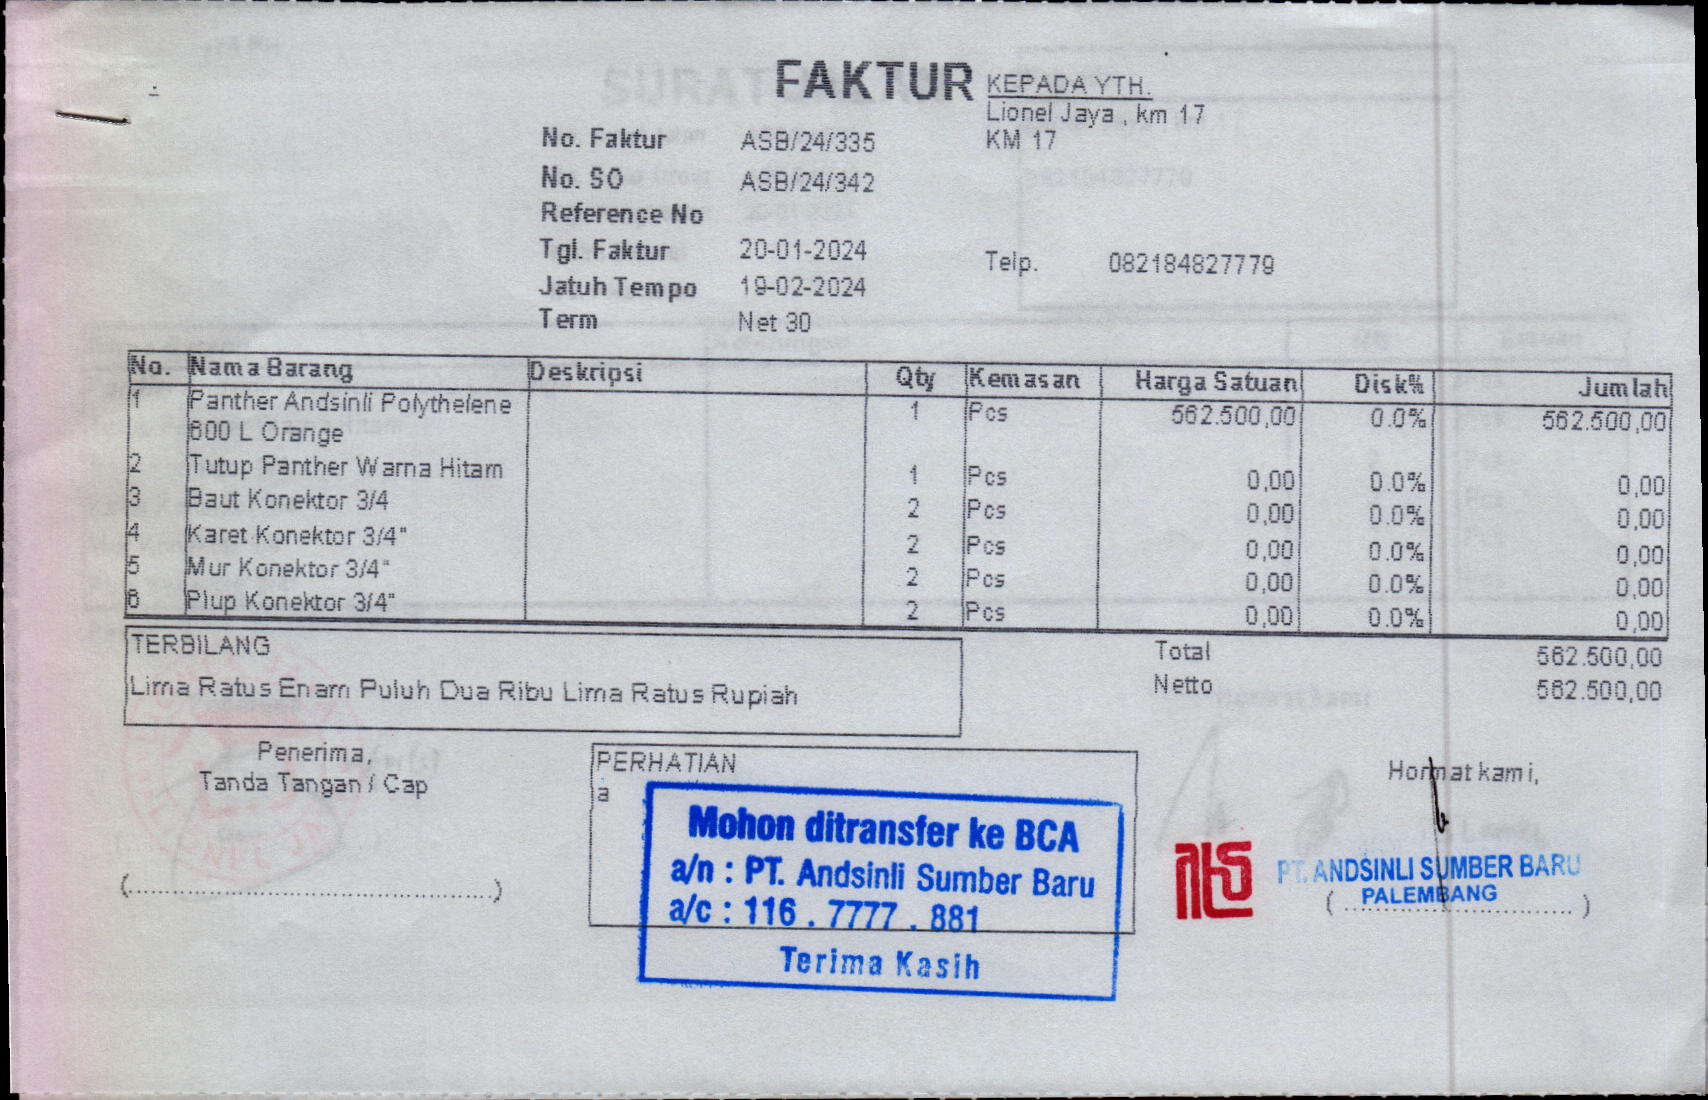 FAKTUR
KEPADA YTH.
Lionel Jaya , km 17
KM 17
No. Faktur ASB/24/335
No. SO ASB/24/342
Reference No
Tgl. Faktur 20-01-2024
Telp. 082184827779
Jatuh Tempo 19-02-2024
Term Net 30
No. Nama Barang Deskripsi Qty Kemasan Harga Satuan Disk% Jumlah
1 Panther Andsinli Polythelene 1 Pcs 562.500,00 0.0% 562.500,00
600 L Orange
2 Tutup Panther Warna Hitam 1 Pcs 0,00 0.0% 0,00
3 Baut Konektor 3/4 2 Pcs 0,00 0.0% 0,00
4 Karet Konektor 3/4" 2 Pcs 0,00 0.0% 0,00
5 Mur Konektor 3/4" 2 Pcs 0,00 0.0% 0,00
6 Plup Konektor 3/4" 2 Pcs 0,00 0.0% 0,00
TERBILANG
Lima Ratus Enam Puluh Dua Ribu Lima Ratus Rupiah
Total 562.500,00
Netto 562.500,00
Penerima,
Tanda Tangan / Cap
(..................................................)
PERHATIAN
a
Mohon ditransfer ke BCA
a/n : PT. Andsinli Sumber Baru
a/c : 116 . 7777 . 881
Terima Kasih
Hormat kami,
PT. ANDSINLI SUMBER BARU
PALEMBANG
( ................................ )